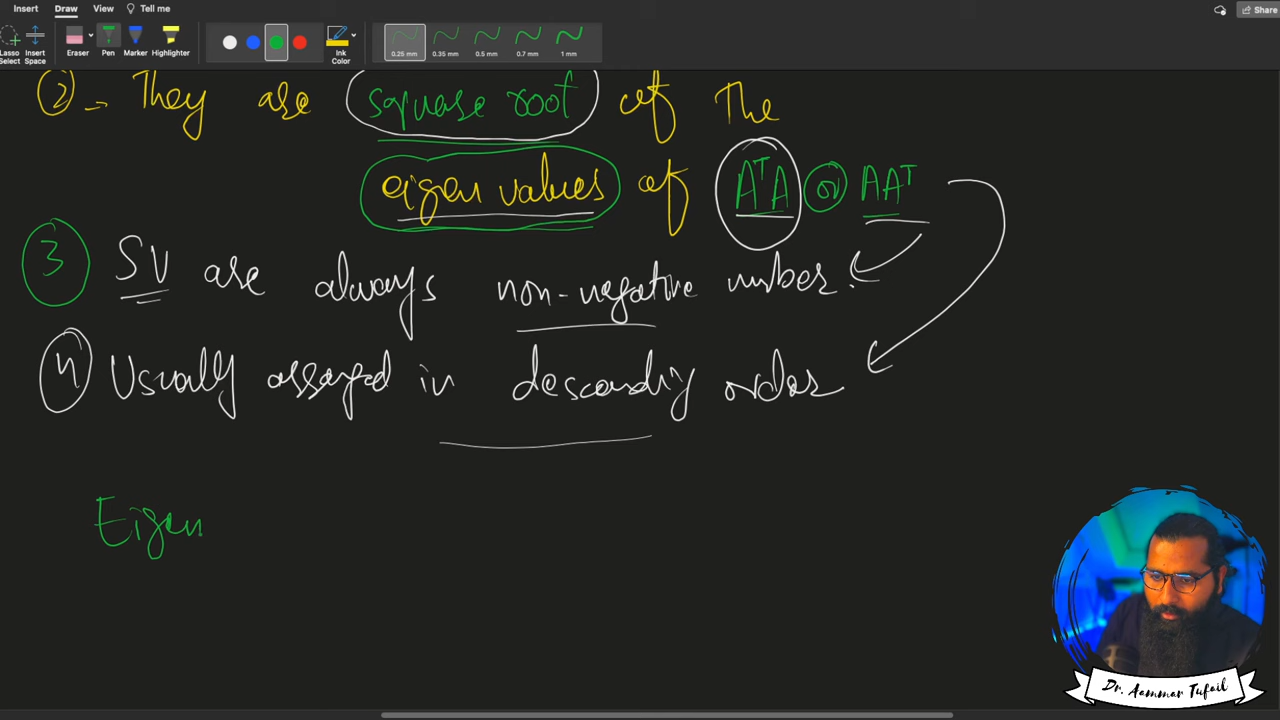 Insert Draw View Tell me
Share
Lasso Select Insert Space Eraser Pen Marker Highlighter Ink Color 0.25 mm 0.35 mm 0.5 mm 0.7 mm 1 mm
② - They are square root of the
eigen values of AᵀA or AAᵀ
③ SV are always non-negative number.
④ Usually arranged in descending order
Eigen
Dr. Aammar Tufail